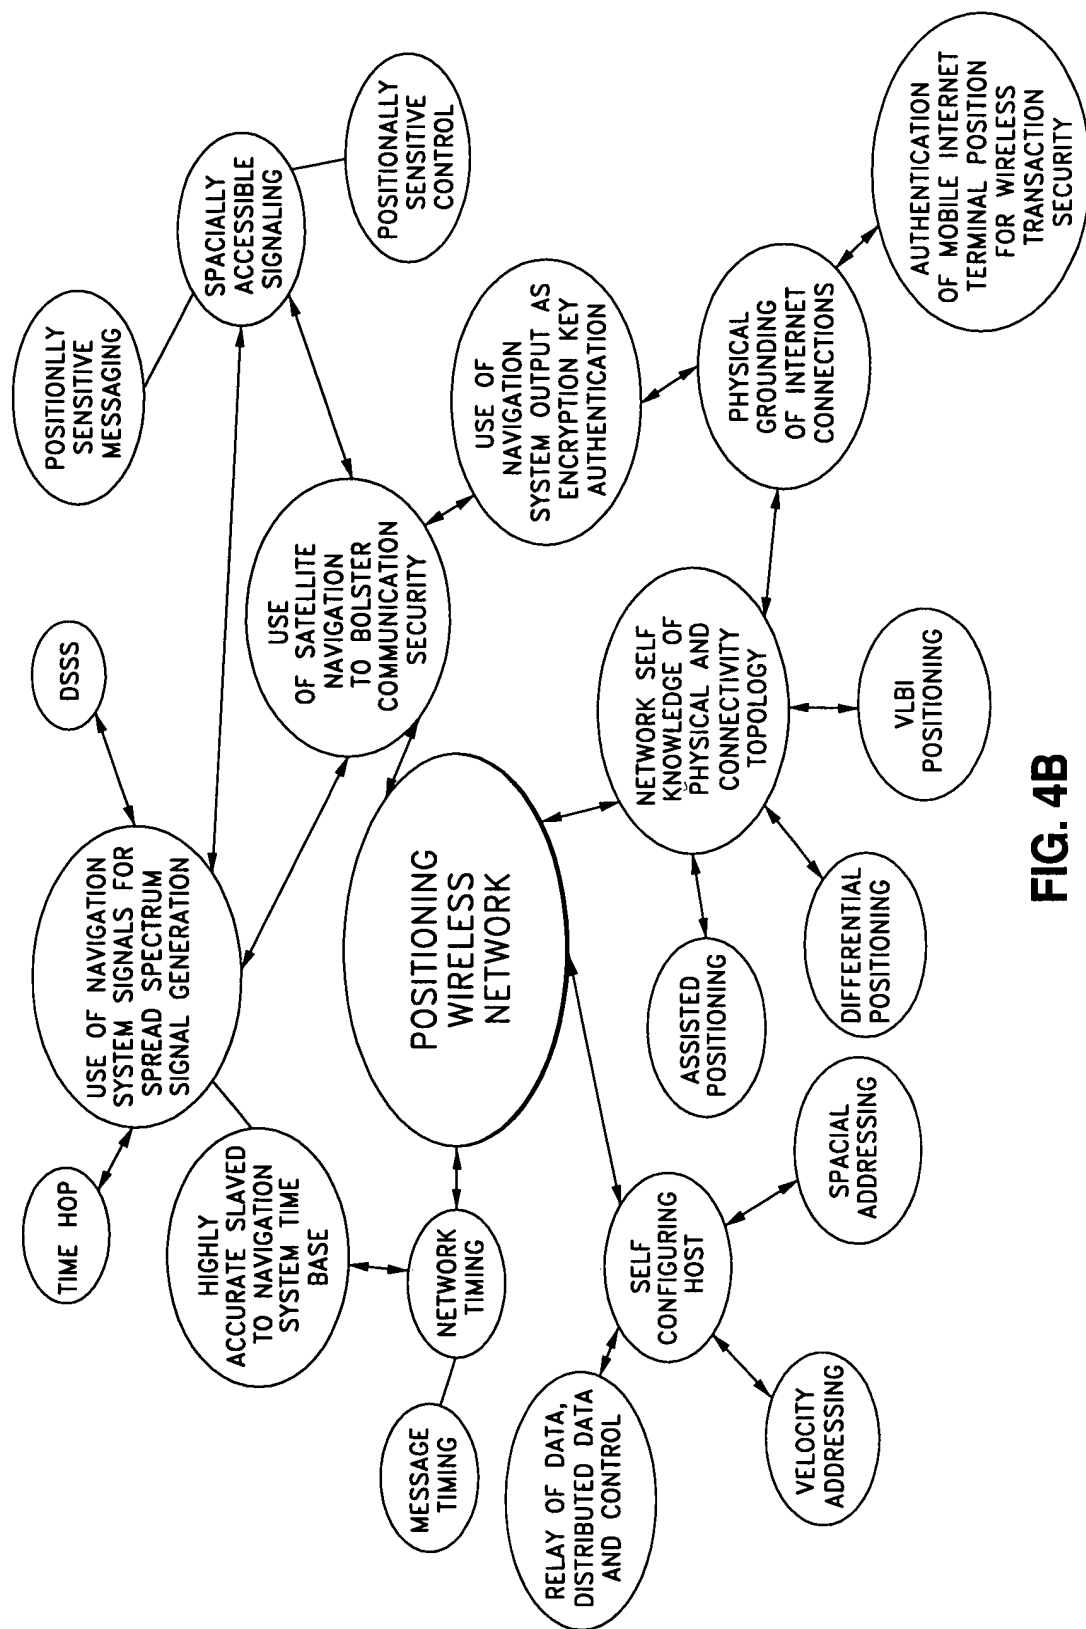 TIME HOP
USE OF NAVIGATION
SYSTEM SIGNALS FOR
SPREAD SPECTRUM
SIGNAL GENERATION
DSSS
POSITIONLLY
SENSITIVE
MESSAGING
SPACIALLY
ACCESSIBLE
SIGNALING
POSITIONALLY
SENSITIVE
CONTROL
HIGHLY
ACCURATE SLAVED
TO NAVIGATION
SYSTEM TIME
BASE
USE
OF SATELLITE
NAVIGATION
TO BOLSTER
COMMUNICATION
SECURITY
MESSAGE
TIMING
NETWORK
TIMING
POSITIONING
WIRELESS
NETWORK
USE OF
NAVIGATION
SYSTEM OUTPUT AS
ENCRYPTION KEY
AUTHENTICATION
RELAY OF DATA,
DISTRIBUTED DATA
AND CONTROL
SELF
CONFIGURING
HOST
ASSISTED
POSITIONING
NETWORK SELF
KNOWLEDGE OF
PHYSICAL AND
CONNECTIVITY
TOPOLOGY
PHYSICAL
GROUNDING
OF INTERNET
CONNECTIONS
VELOCITY
ADDRESSING
SPACIAL
ADDRESSING
DIFFERENTIAL
POSITIONING
VLBI
POSITIONING
AUTHENTICATION
OF MOBILE INTERNET
TERMINAL POSITION
FOR WIRELESS
TRANSACTION
SECURITY
FIG. 4B